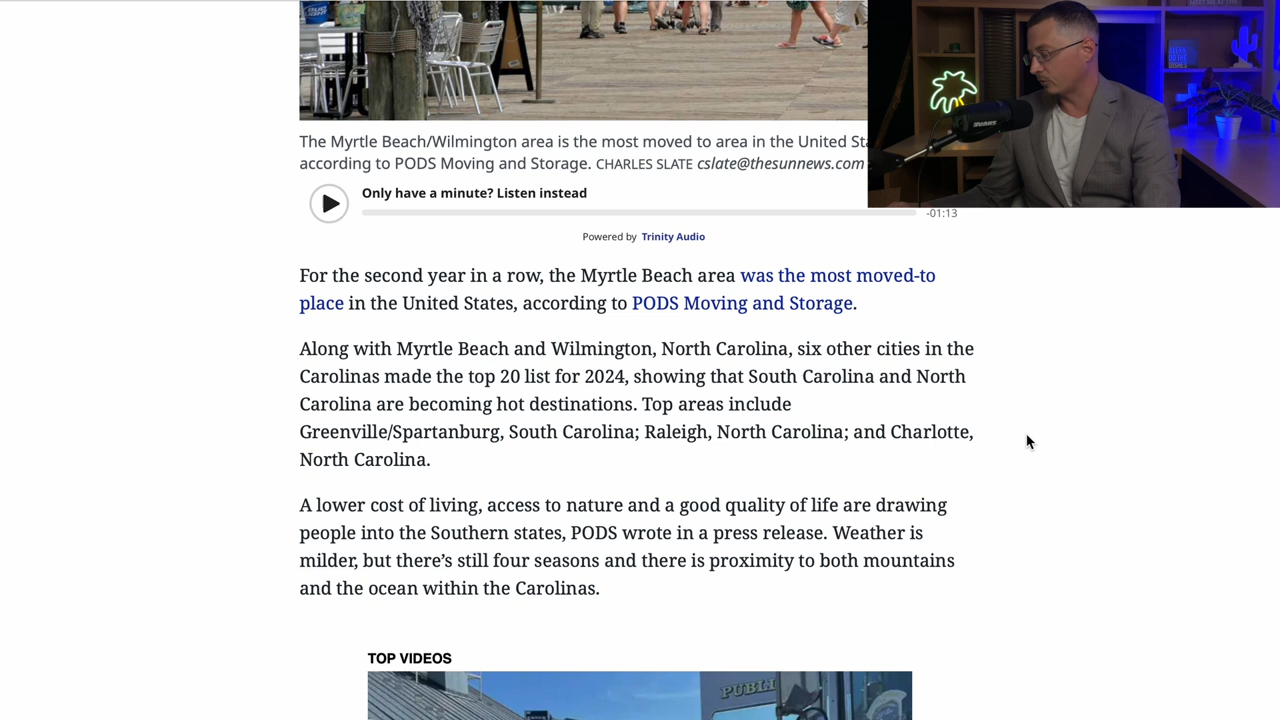 The Myrtle Beach/Wilmington area is the most moved to area in the United Sta
according to PODS Moving and Storage. CHARLES SLATE cslate@thesunnews.com
Only have a minute? Listen instead
-01:13
Powered by Trinity Audio
For the second year in a row, the Myrtle Beach area was the most moved-to
place in the United States, according to PODS Moving and Storage.
Along with Myrtle Beach and Wilmington, North Carolina, six other cities in the
Carolinas made the top 20 list for 2024, showing that South Carolina and North
Carolina are becoming hot destinations. Top areas include
Greenville/Spartanburg, South Carolina; Raleigh, North Carolina; and Charlotte,
North Carolina.
A lower cost of living, access to nature and a good quality of life are drawing
people into the Southern states, PODS wrote in a press release. Weather is
milder, but there’s still four seasons and there is proximity to both mountains
and the ocean within the Carolinas.
TOP VIDEOS
PUBLI